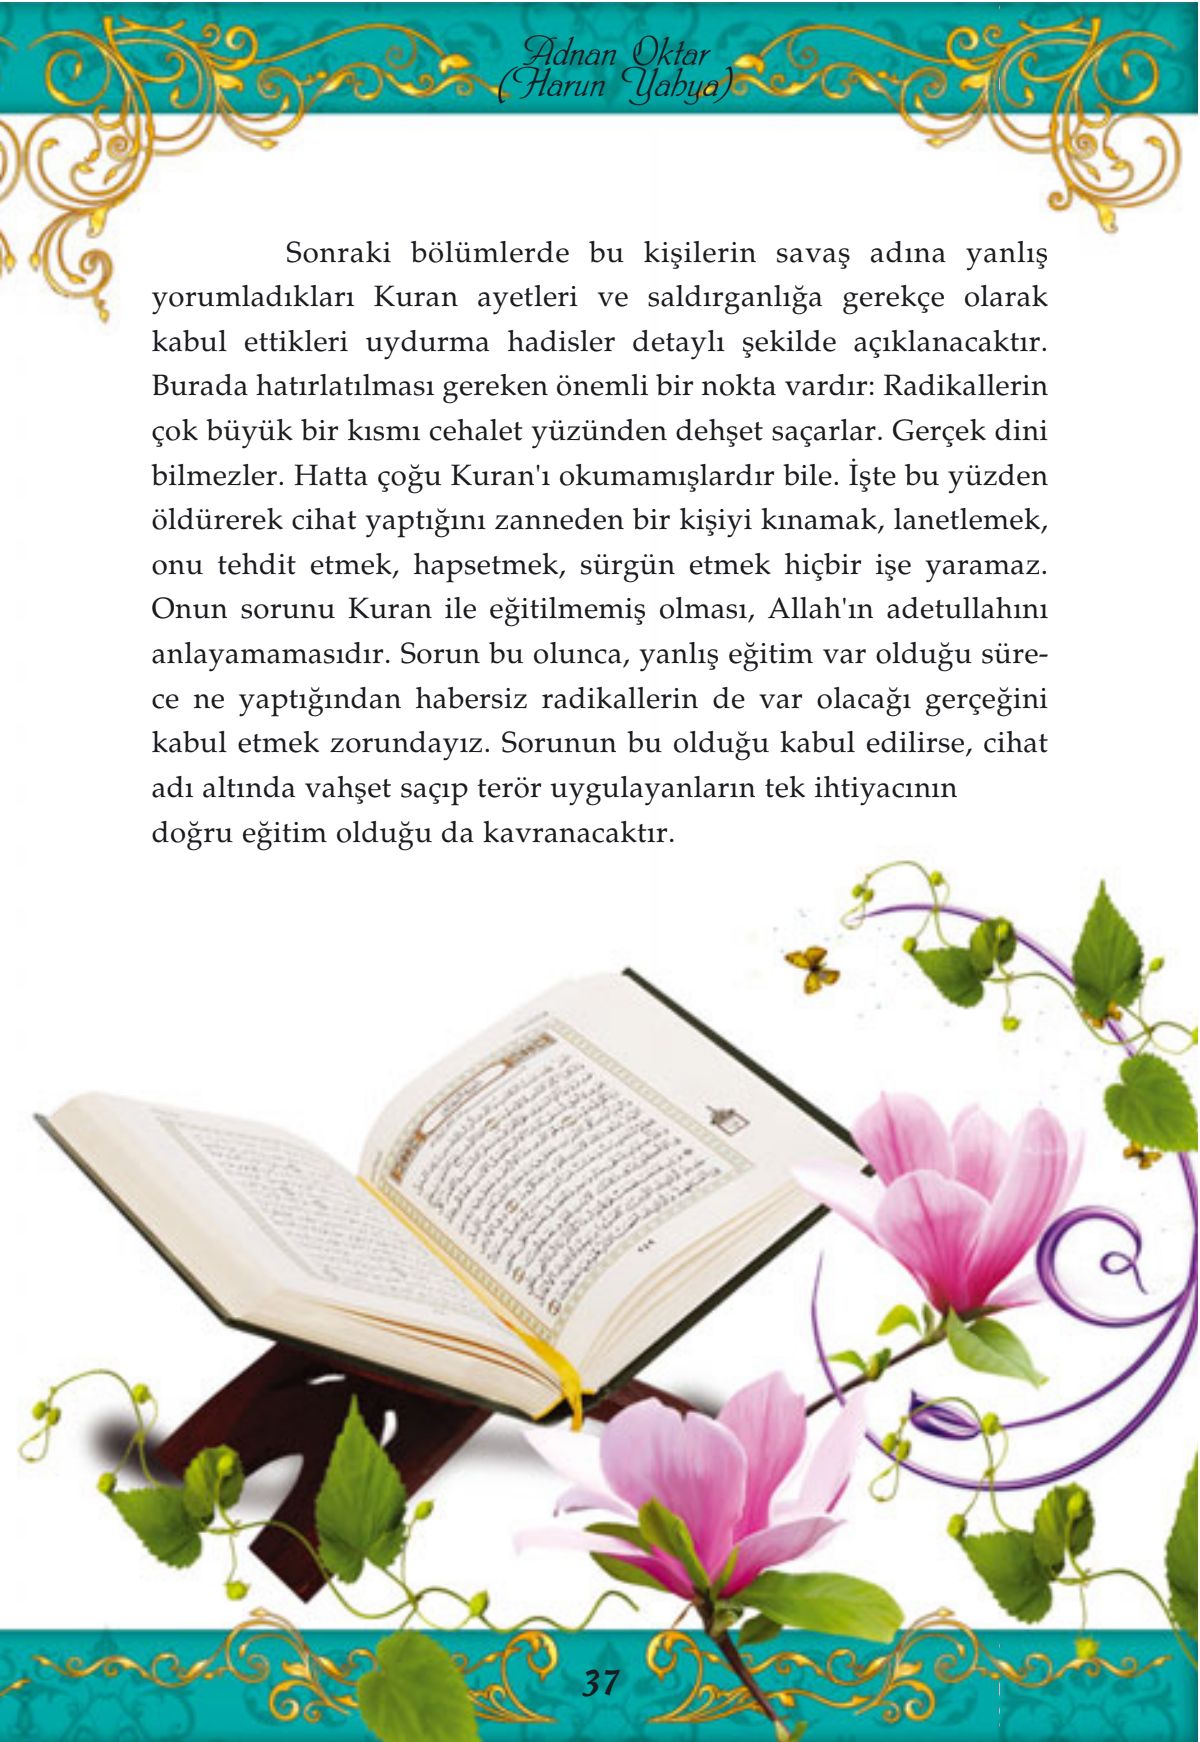 Adnan Oktar
(Harun Yahya)
Sonraki bölümlerde bu kişilerin savaş adına yanlış
yorumladıkları Kuran ayetleri ve saldırganlığa gerekçe olarak
kabul ettikleri uydurma hadisler detaylı şekilde açıklanacaktır.
Burada hatırlatılması gereken önemli bir nokta vardır: Radikallerin
çok büyük bir kısmı cehalet yüzünden dehşet saçarlar. Gerçek dini
bilmezler. Hatta çoğu Kuran'ı okumamışlardır bile. İşte bu yüzden
öldürerek cihat yaptığını zanneden bir kişiyi kınamak, lanetlemek,
onu tehdit etmek, hapsetmek, sürgün etmek hiçbir işe yaramaz.
Onun sorunu Kuran ile eğitilmemiş olması, Allah'ın adetullahını
anlayamamasıdır. Sorun bu olunca, yanlış eğitim var olduğu süre-
ce ne yaptığından habersiz radikallerin de var olacağı gerçeğini
kabul etmek zorundayız. Sorunun bu olduğu kabul edilirse, cihat
adı altında vahşet saçıp terör uygulayanların tek ihtiyacının
doğru eğitim olduğu da kavranacaktır.
37